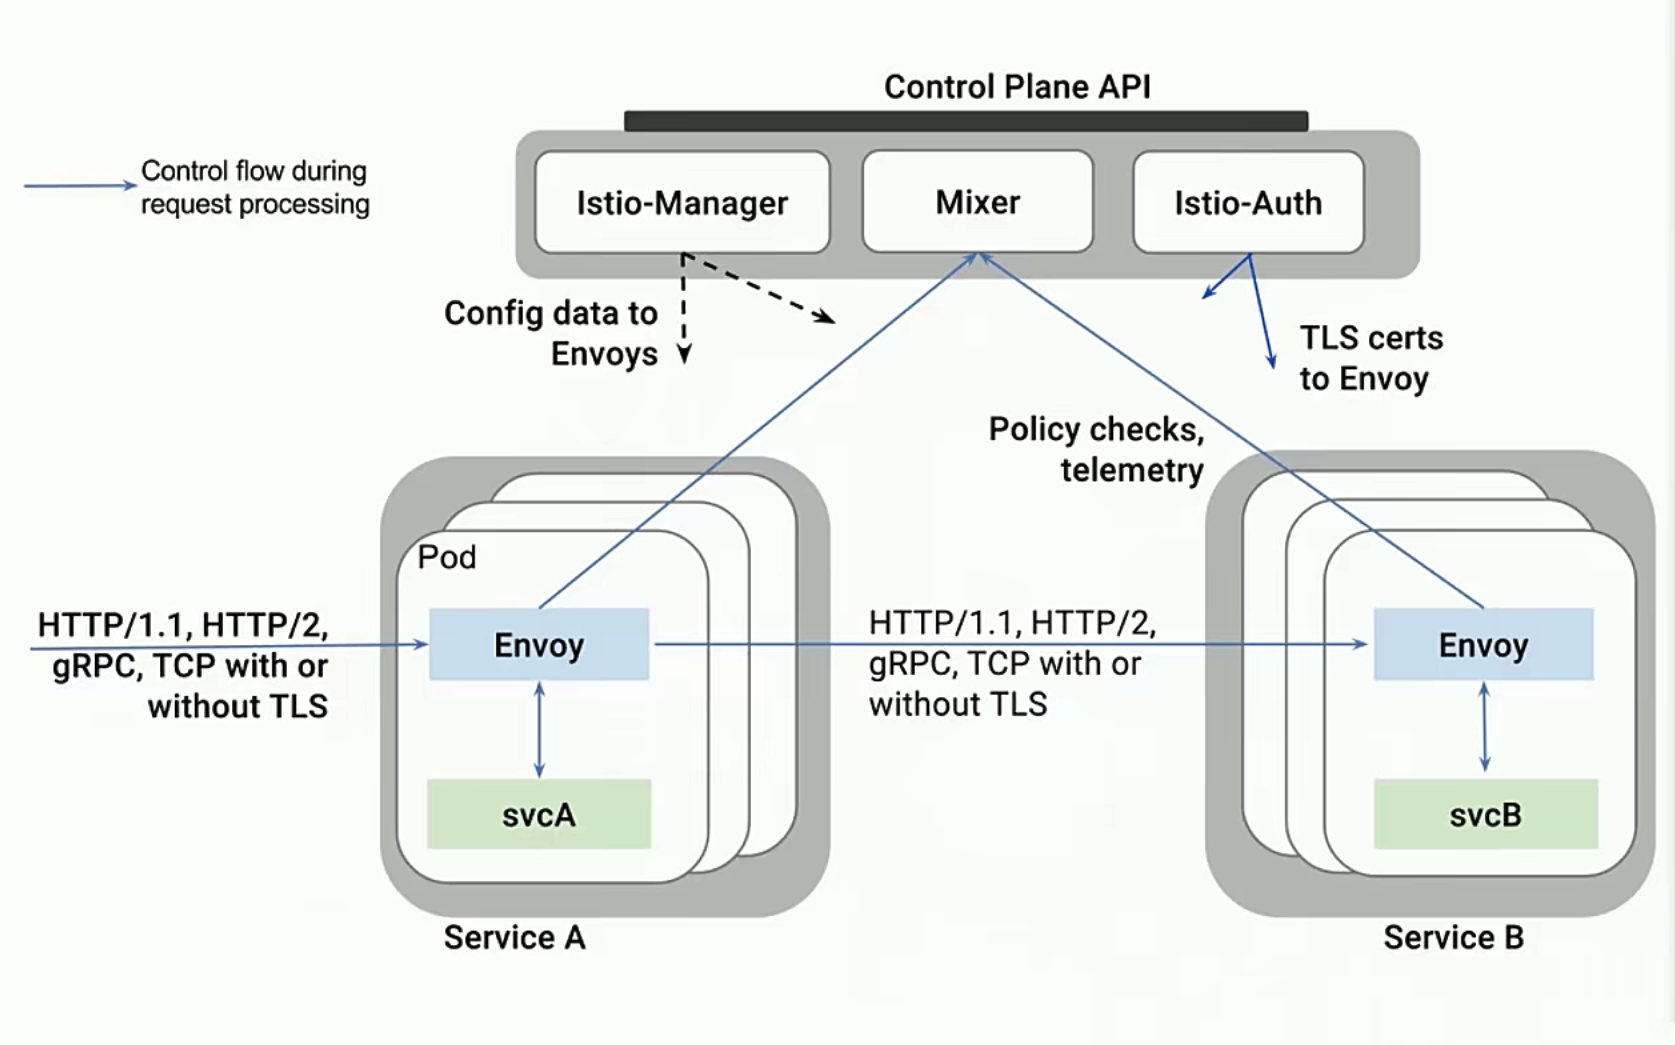 Control Plane API
Control flow during
request processing
Istio-Manager
Mixer
Istio-Auth
Config data to
Envoys
TLS certs
to Envoy
Policy checks,
telemetry
Pod
HTTP/1.1, HTTP/2,
gRPC, TCP with or
without TLS
Envoy
HTTP/1.1, HTTP/2,
gRPC, TCP with or
without TLS
Envoy
svcA
svcB
Service A
Service B